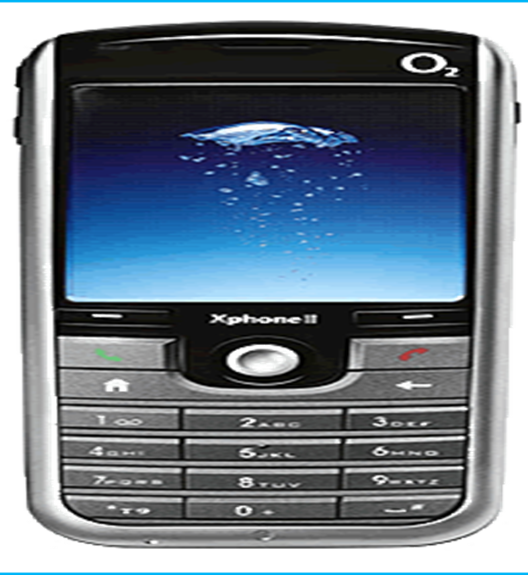 O2
Xphone II
1 2ABC 3DEF
4GHI 5JKL 6MNO
7PQRS 8TUV 9WXYZ
*T9 0+ #